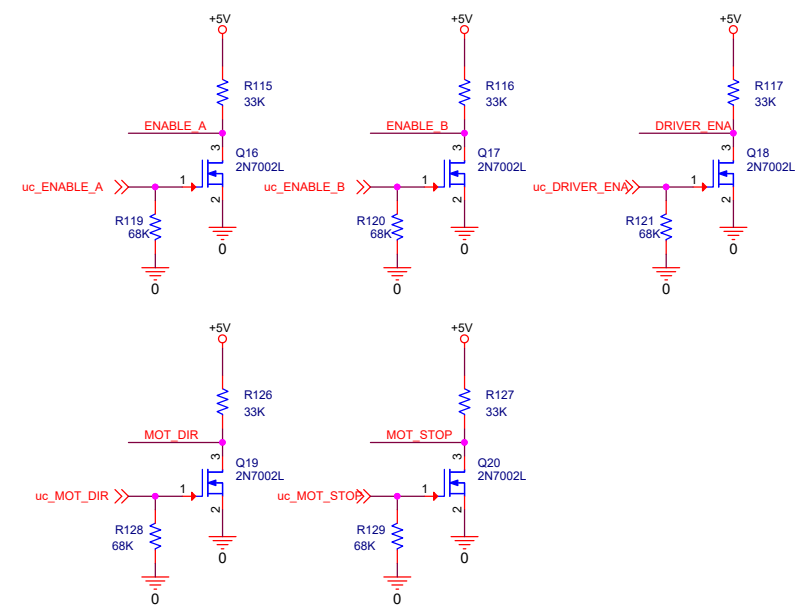 +5V
R115
33K
ENABLE_A
3
Q16
2N7002L
uc_ENABLE_A
1
2
R119
68K
0
0
+5V
R116
33K
ENABLE_B
3
Q17
2N7002L
uc_ENABLE_B
1
2
R120
68K
0
0
+5V
R117
33K
DRIVER_ENA
3
Q18
2N7002L
uc_DRIVER_ENA
1
2
R121
68K
0
0
+5V
R126
33K
MOT_DIR
3
Q19
2N7002L
uc_MOT_DIR
1
2
R128
68K
0
0
+5V
R127
33K
MOT_STOP
3
Q20
2N7002L
uc_MOT_STOP
1
2
R129
68K
0
0